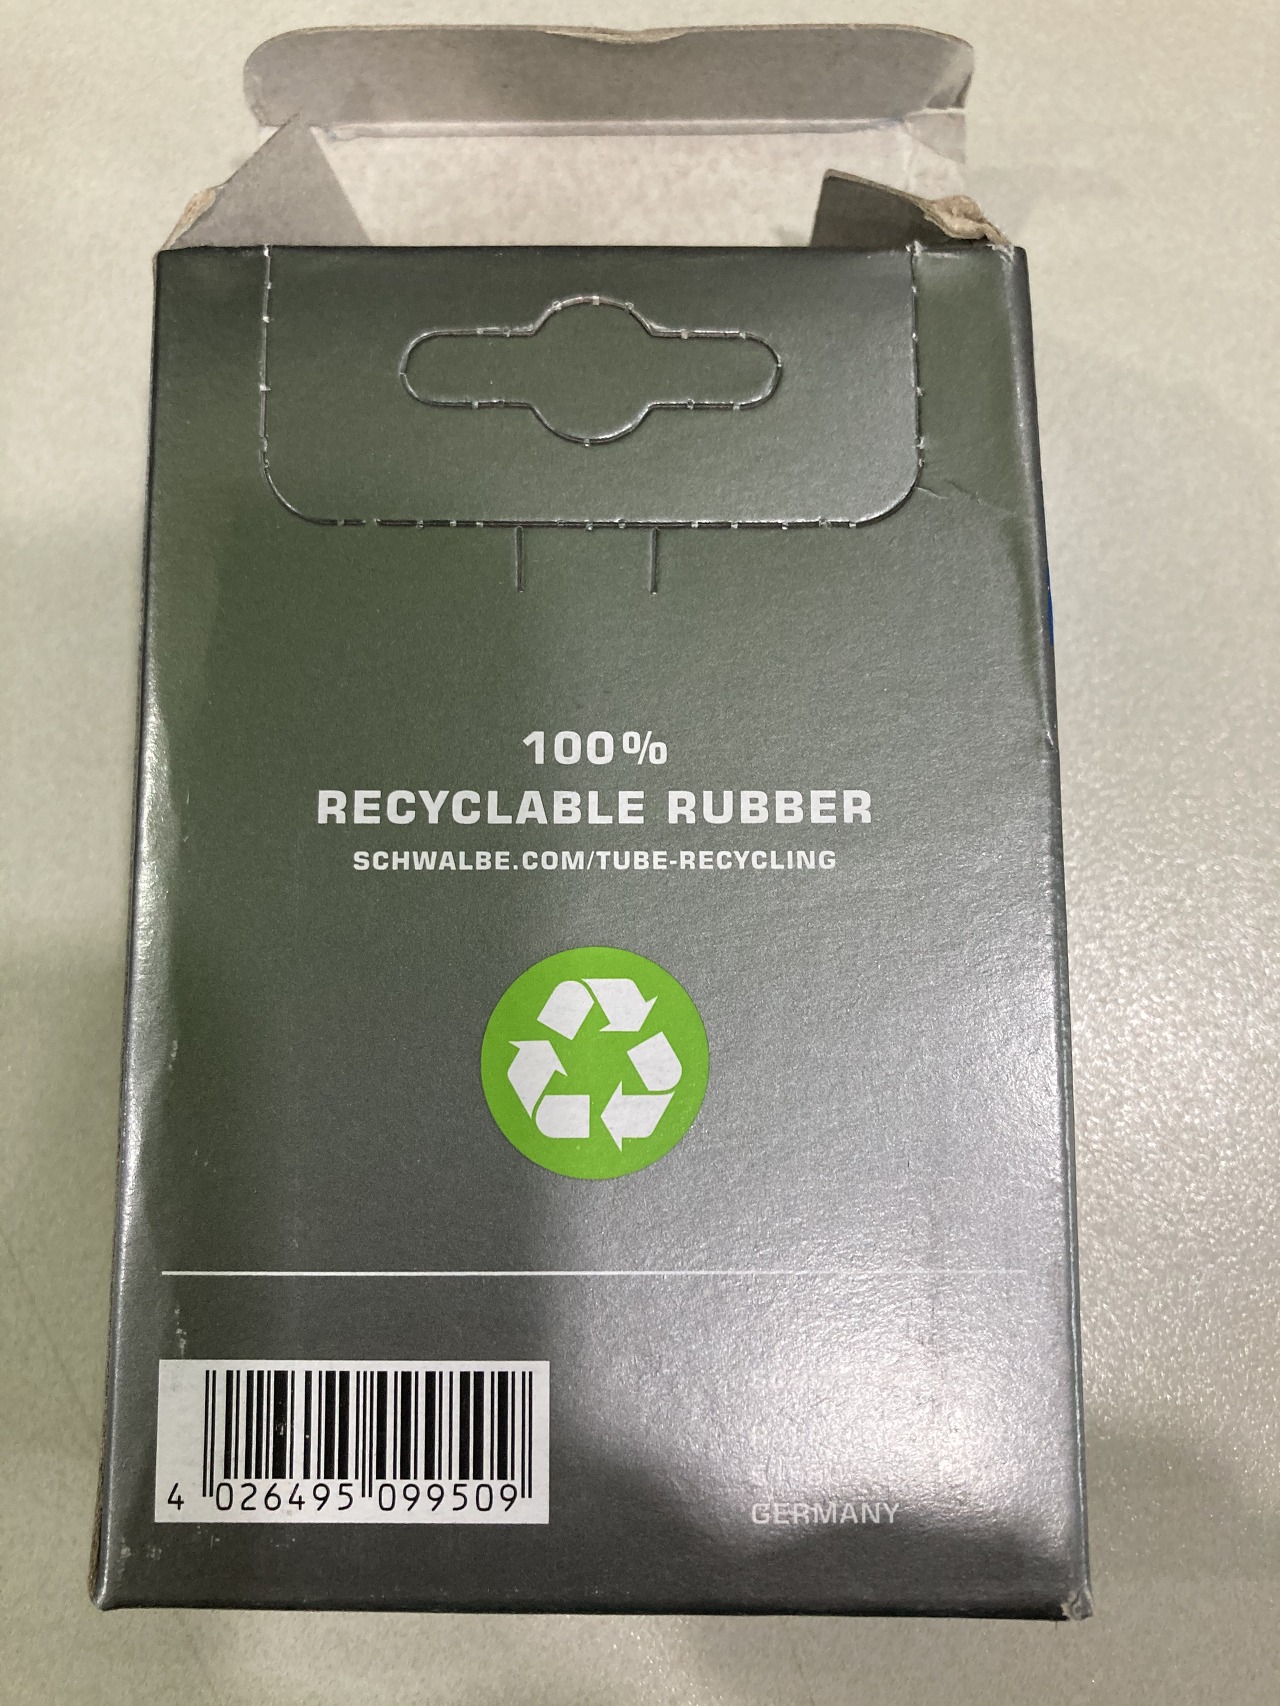 100%
RECYCLABLE RUBBER
SCHWALBE.COM/TUBE-RECYCLING
4 026495 099509
GERMANY